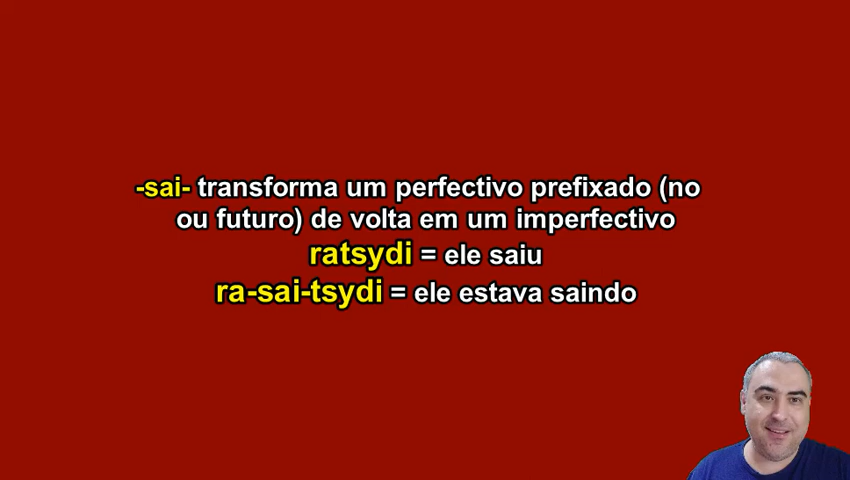 -sai- transforma um perfectivo prefixado (no
ou futuro) de volta em um imperfectivo
ratsydi = ele saiu
ra-sai-tsydi = ele estava saindo